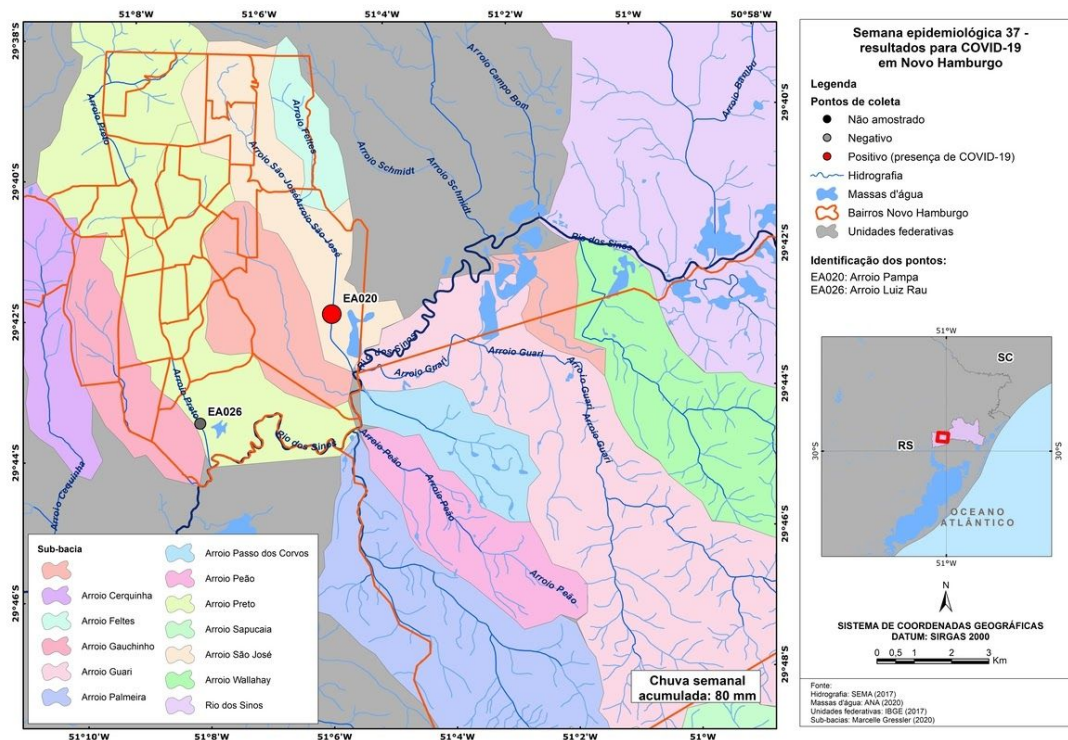 51°8'S
51°6'S
51°4'S
51°2'S
51°S
50°58'S
29°38'S
29°40'S
29°42'S
29°44'S
29°46'S
29°40'S
29°42'S
29°44'S
29°46'S
29°48'S
51°10'S
51°8'S
51°6'S
51°4'S
51°2'S
51°S
Arroio Preto
Arroio Feltes
Arroio São José
Arroio São José
Arroio Campo Bom
Arroio Schmidt
Arroio Schmidt
Arroio Bambu
Rio dos Sinos
EA020
Rio dos Sinos
Arroio Guari
Arroio Guari
Arroio Guari
Arroio Guari
Arroio Preto
EA026
Rio dos Sinos
Arroio Cequinha
Arroio Peão
Arroio Peão
Arroio Peão
Sub-bacia
Arroio Cerquinha
Arroio Feltes
Arroio Gauchinho
Arroio Guari
Arroio Palmeira
Arroio Passo dos Corvos
Arroio Peão
Arroio Preto
Arroio Sapucaia
Arroio São José
Arroio Wallahay
Rio dos Sinos
Chuva semanal
acumulada: 80 mm
Semana epidemiológica 37 -
resultados para COVID-19
em Novo Hamburgo
Legenda
Pontos de coleta
Não amostrado
Negativo
Positivo (presença de COVID-19)
Hidrografia
Massas d'água
Bairros Novo Hamburgo
Unidades federativas
Identificação dos pontos:
EA020: Arroio Pampa
EA026: Arroio Luiz Rau
51°W
SC
RS
30°S
30°S
OCEANO
ATLÂNTICO
51°W
N
SISTEMA DE COORDENADAS GEOGRÁFICAS
DATUM: SIRGAS 2000
0 0,5 1 2 3
Km
Fonte:
Hidrografia: SEMA (2017)
Massas d'água: ANA (2020)
Unidades federativas: IBGE (2017)
Sub-bacias: Marcelle Gressler (2020)